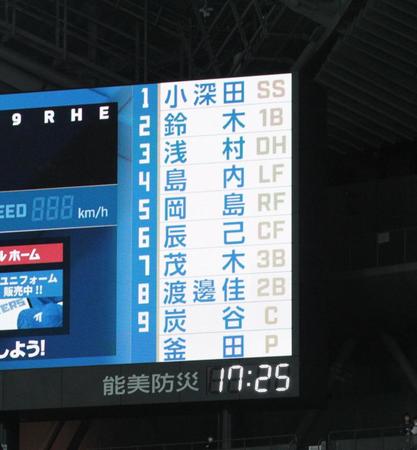 9 R H E
1 小深田 SS
2 鈴木 1B
3 浅村 DH
4 島内 LF
5 岡島 RF
6 辰己 CF
7 茂木 3B
8 渡邊佳 2B
9 炭谷 C
釜田 P
EED km/h
ルホーム
ユニフォーム
販売中!!
しよう!
能美防災 17:25